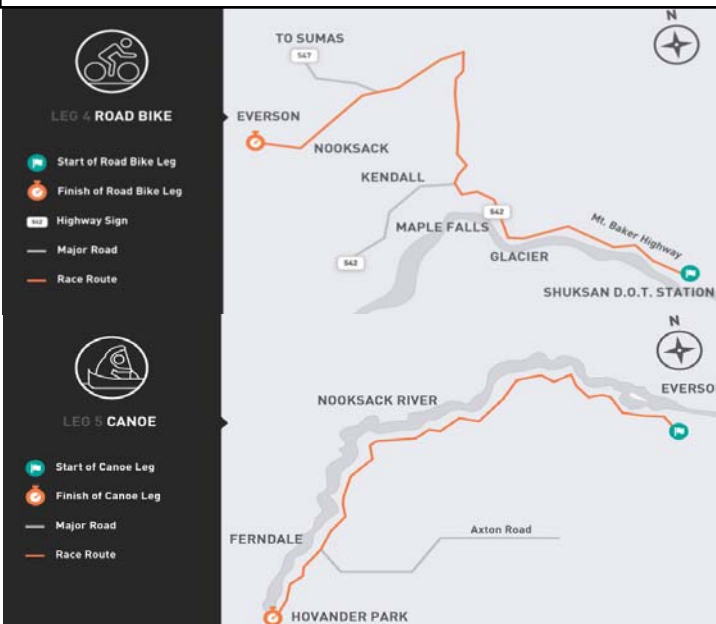 LEG 4 ROAD BIKE
Start of Road Bike Leg
Finish of Road Bike Leg
542 Highway Sign
Major Road
Race Route
N
TO SUMAS
547
EVERSON
NOOKSACK
KENDALL
542
MAPLE FALLS
542
GLACIER
Mt. Baker Highway
SHUKSAN D.O.T. STATION
LEG 5 CANOE
Start of Canoe Leg
Finish of Canoe Leg
Major Road
Race Route
N
EVERSO
NOOKSACK RIVER
FERNDALE
Axton Road
HOVANDER PARK